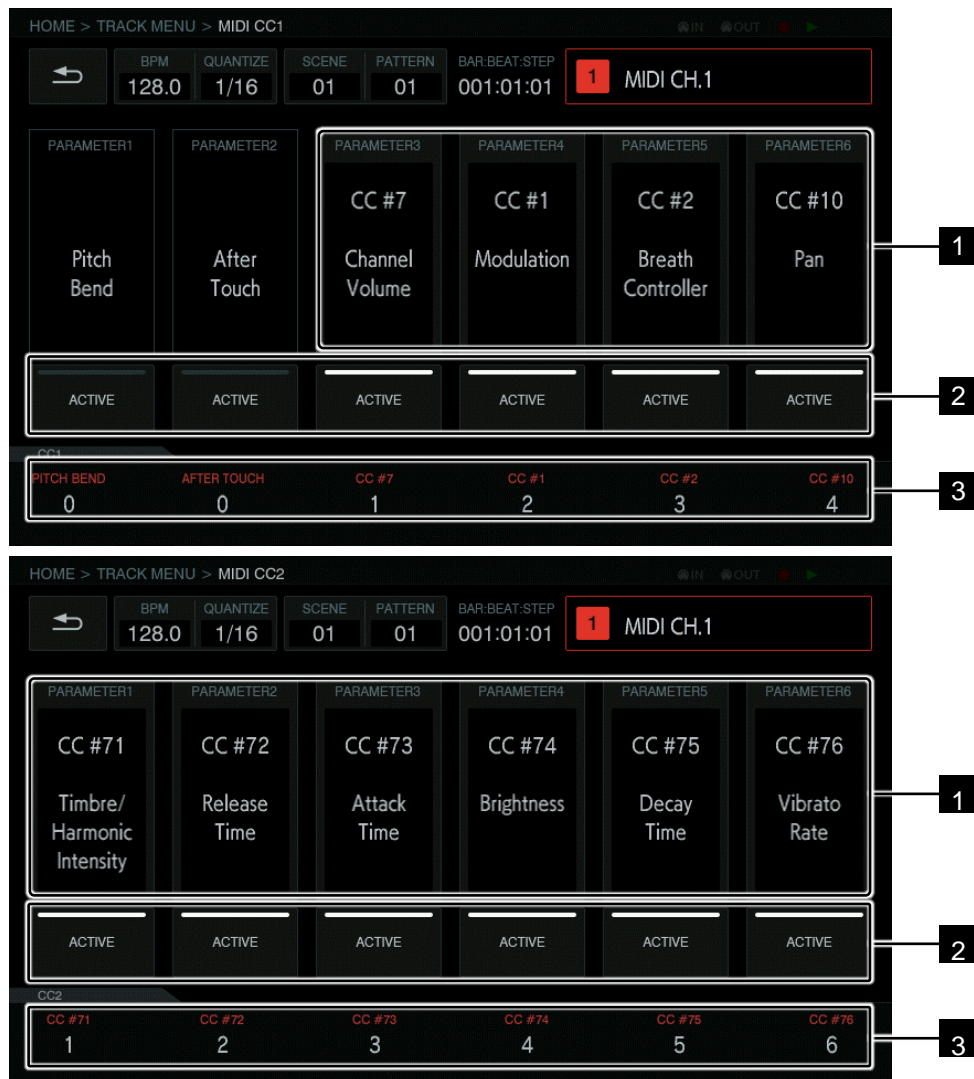 HOME > TRACK MENU > MIDI CC1
IN OUT
BPM QUANTIZE SCENE PATTERN BAR:BEAT:STEP
128.0 1/16 01 01 001:01:01 1 MIDI CH.1
PARAMETER1 PARAMETER2 PARAMETER3 PARAMETER4 PARAMETER5 PARAMETER6
CC #7 CC #1 CC #2 CC #10
1
Pitch After Channel Modulation Breath Pan
Bend Touch Volume Controller
ACTIVE ACTIVE ACTIVE ACTIVE ACTIVE ACTIVE 2
CC1
PITCH BEND AFTER TOUCH CC #7 CC #1 CC #2 CC #10
0 0 1 2 3 4
3
HOME > TRACK MENU > MIDI CC2
IN OUT
BPM QUANTIZE SCENE PATTERN BAR:BEAT:STEP
128.0 1/16 01 01 001:01:01 1 MIDI CH.1
PARAMETER1 PARAMETER2 PARAMETER3 PARAMETER4 PARAMETER5 PARAMETER6
CC #71 CC #72 CC #73 CC #74 CC #75 CC #76
1
Timbre/ Release Attack Brightness Decay Vibrato
Harmonic Time Time Time Rate
Intensity
ACTIVE ACTIVE ACTIVE ACTIVE ACTIVE ACTIVE 2
CC2
CC #71 CC #72 CC #73 CC #74 CC #75 CC #76
1 2 3 4 5 6
3